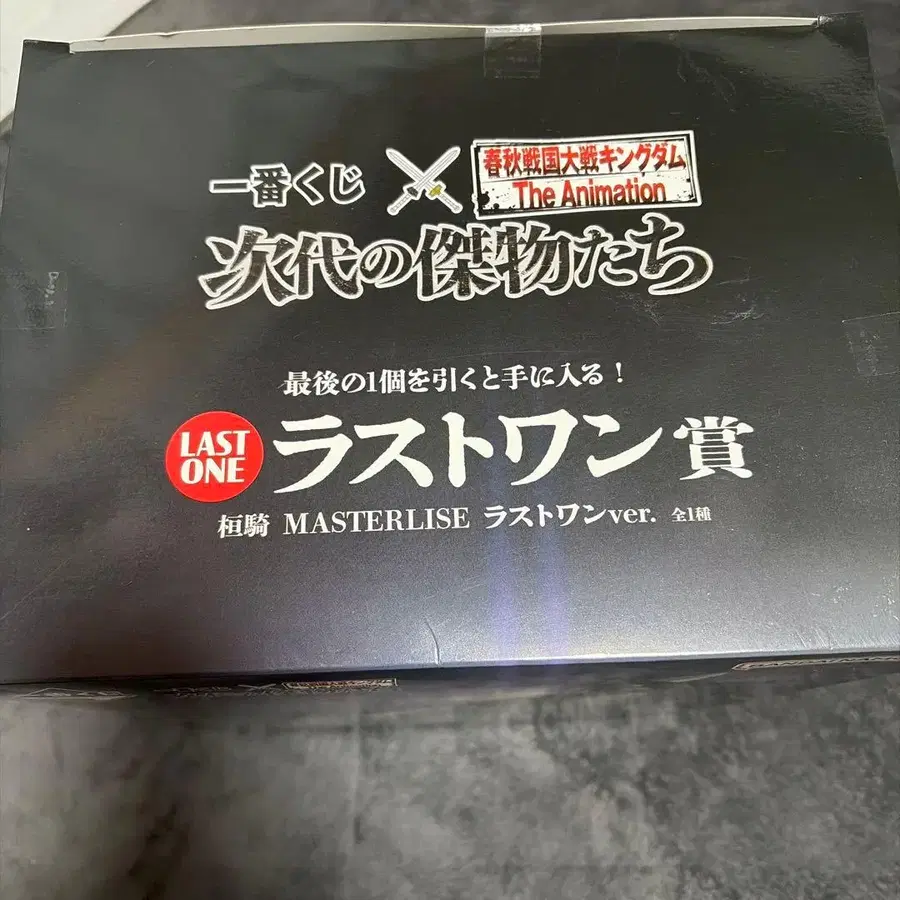 一番くじ
春秋戦国大戦キングダム
The Animation
次代の傑物たち
最後の1個を引くと手に入る!
LAST ONE
ラストワン賞
桓騎 MASTERLISE ラストワンver. 全1種